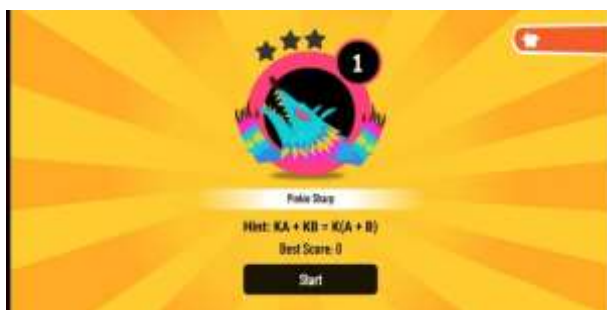 1
Pinkie Sharp
Hint: KA + KB = K(A + B)
Best Score: 0
Start